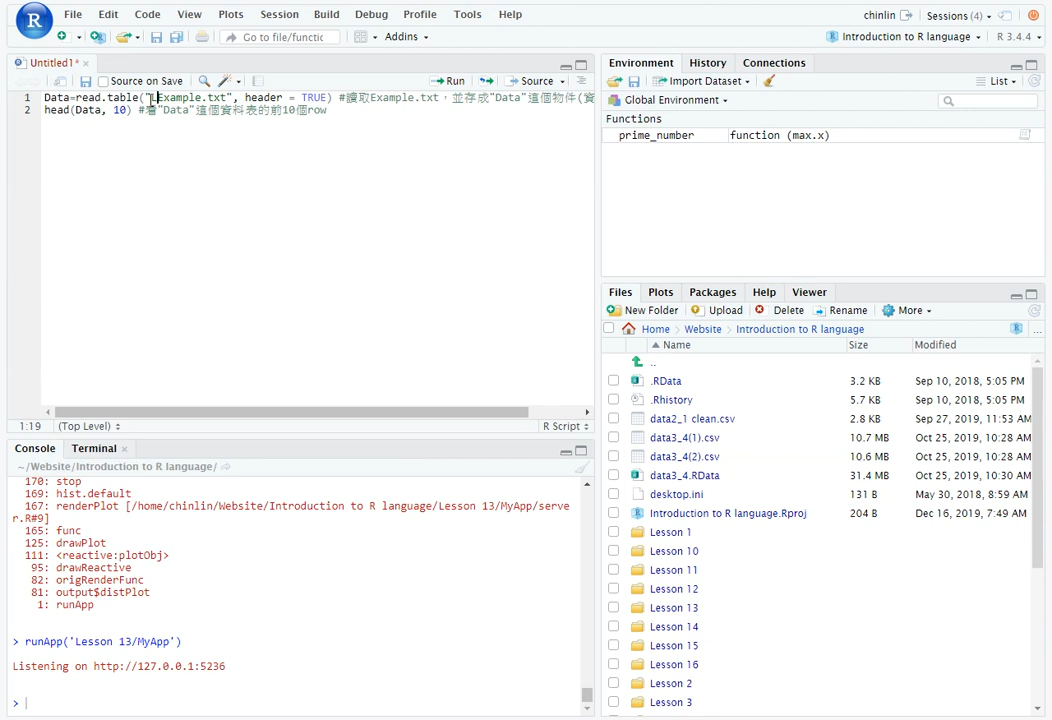 R File Edit Code View Plots Session Build Debug Profile Tools Help chinlin Sessions (4)
Go to file/functic Addins Introduction to R language R 3.4.4
Untitled1*
Source on Save Run Source
1 Data=read.table("LExample.txt", header = TRUE) #讀取Example.txt，並存成"Data"這個物件(資
2 head(Data, 10) #看"Data"這個資料表的前10個row
1:19 (Top Level) R Script
Console Terminal
~/Website/Introduction to R language/
170: stop
169: hist.default
167: renderPlot [/home/chinlin/Website/Introduction to R language/Lesson 13/MyApp/serve
r.R#9]
165: func
125: drawPlot
111: <reactive:plotObj>
95: drawReactive
82: origRenderFunc
81: output$distPlot
1: runApp
> runApp('Lesson 13/MyApp')
Listening on http://127.0.0.1:5236
>
Environment History Connections
Import Dataset List
Global Environment
Functions
prime_number function (max.x)
Files Plots Packages Help Viewer
New Folder Upload Delete Rename More
Home Website Introduction to R language ...
Name Size Modified
..
.RData 3.2 KB Sep 10, 2018, 5:05 PM
.Rhistory 5.7 KB Sep 10, 2018, 5:05 PM
data2_1 clean.csv 2.8 KB Sep 27, 2019, 11:53 AM
data3_4(1).csv 10.7 MB Oct 25, 2019, 10:28 AM
data3_4(2).csv 10.6 MB Oct 25, 2019, 10:28 AM
data3_4.RData 31.4 MB Oct 25, 2019, 10:30 AM
desktop.ini 131 B May 30, 2018, 8:59 AM
Introduction to R language.Rproj 204 B Dec 16, 2019, 7:49 AM
Lesson 1
Lesson 10
Lesson 11
Lesson 12
Lesson 13
Lesson 14
Lesson 15
Lesson 16
Lesson 2
Lesson 3